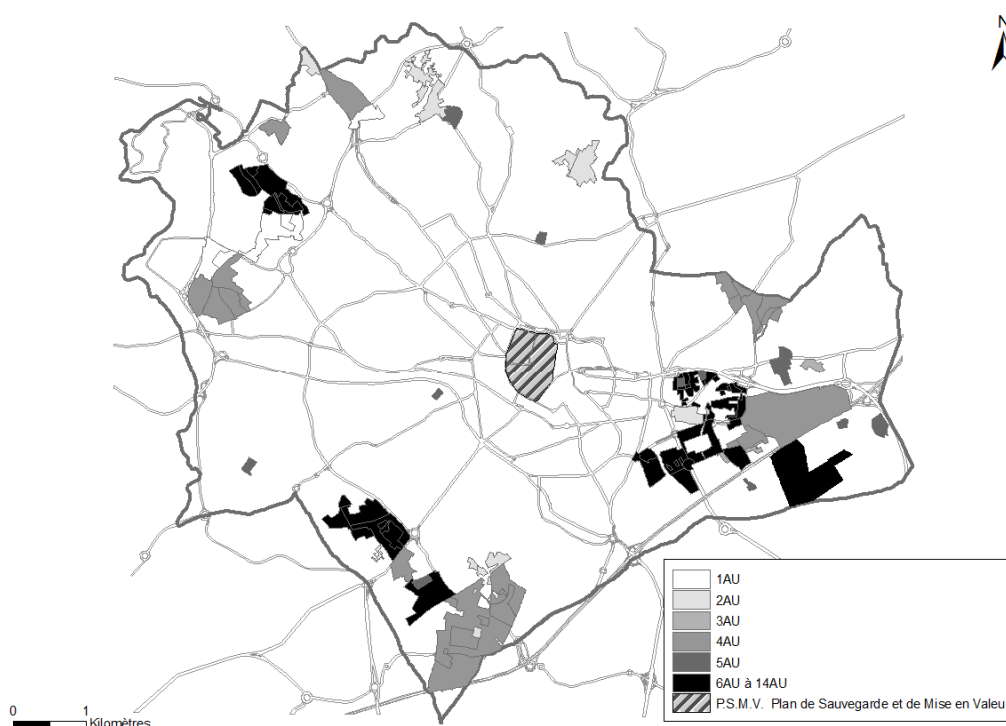 N
1AU
2AU
3AU
4AU
5AU
6AU à 14AU
P.S.M.V. Plan de Sauvegarde et de Mise en Valeu
0 1
Kilomètres